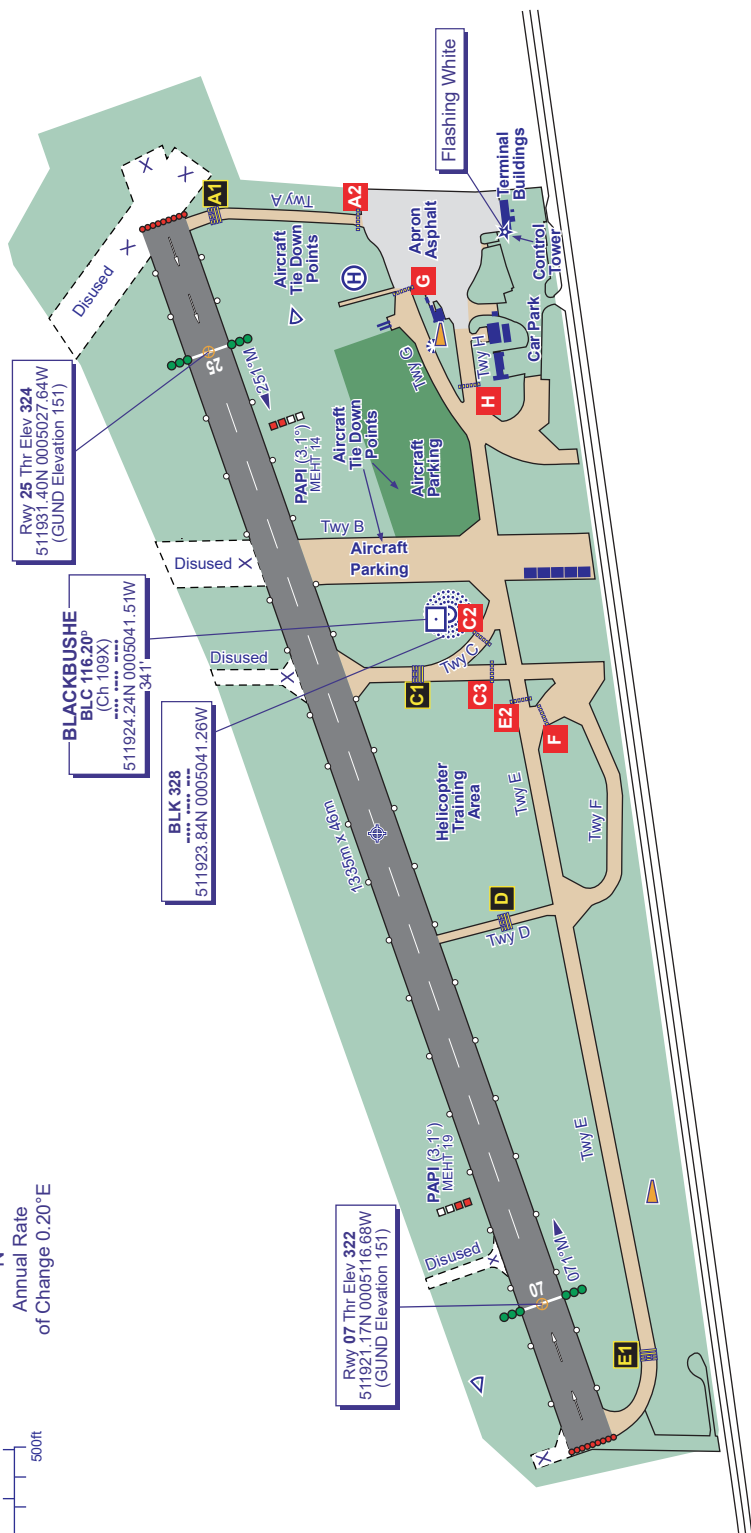 N
Annual Rate
of Change 0.20°E
500ft
Rwy 25 Thr Elev 324
511931.40N 0005027.64W
(GUND Elevation 151)
BLACKBUSHE
BLC 116.20ᴰ
(Ch 109X)
511924.24N 0005041.51W
341'
BLK 328
511923.84N 0005041.26W
Rwy 07 Thr Elev 322
511921.17N 0005116.68W
(GUND Elevation 151)
Flashing White
Disused
X
X
X
X
A1
Twy A
A2
25
251°M
PAPI (3.1°)
MEHT 14
Aircraft
Tie Down
Points
H
Apron
Asphalt
Terminal
Buildings
Control
Tower
Car Park
G
Twy G
Twy H
H
Aircraft
Tie Down
Points
Aircraft
Parking
Twy B
Aircraft
Parking
Disused
X
Disused
X
C2
Twy C
C1
C3
E2
F
Twy E
Twy F
Helicopter
Training
Area
1335m x 46m
D
Twy D
Twy E
PAPI (3.1°)
MEHT 19
Disused
X
071°M
07
E1
X